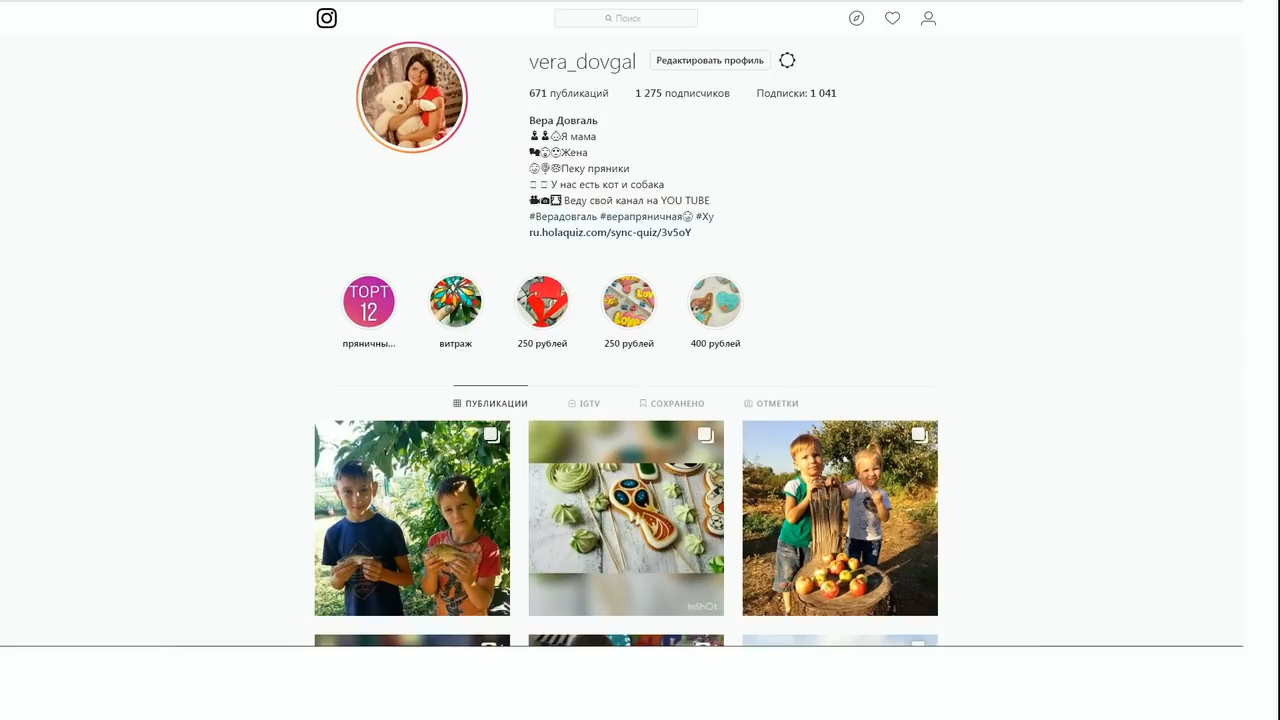 Поиск
vera_dovgal Редактировать профиль
671 публикаций 1 275 подписчиков Подписки: 1 041
Вера Довгаль
Я мама
Жена
Пеку пряники
У нас есть кот и собака
Веду свой канал на YOU TUBE
#Верадовгаль #верапряничная #Ху
ru.holaquiz.com/sync-quiz/3v5oY
ТОРТ
12
LOVE
пряничны... витраж 250 рублей 250 рублей 400 рублей
ПУБЛИКАЦИИ IGTV СОХРАНЕНО ОТМЕТКИ
InShOt